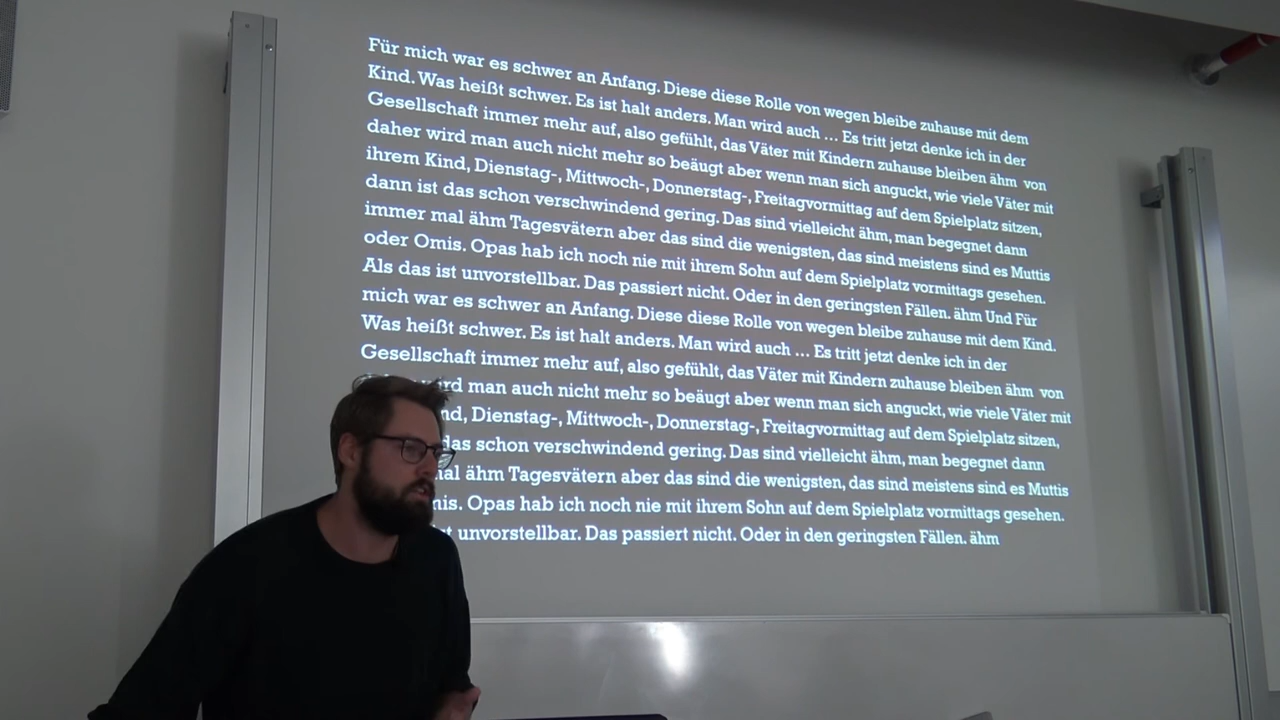 Für mich war es schwer an Anfang. Diese diese Rolle von wegen bleibe zuhause mit dem
Kind. Was heißt schwer. Es ist halt anders. Man wird auch … Es tritt jetzt denke ich in der
Gesellschaft immer mehr auf, also gefühlt, das Väter mit Kindern zuhause bleiben ähm von
daher wird man auch nicht mehr so beäugt aber wenn man sich anguckt, wie viele Väter mit
ihrem Kind, Dienstag-, Mittwoch-, Donnerstag-, Freitagvormittag auf dem Spielplatz sitzen,
dann ist das schon verschwindend gering. Das sind vielleicht ähm, man begegnet dann
immer mal ähm Tagesvätern aber das sind die wenigsten, das sind meistens sind es Muttis
oder Omis. Opas hab ich noch nie mit ihrem Sohn auf dem Spielplatz vormittags gesehen.
Als das ist unvorstellbar. Das passiert nicht. Oder in den geringsten Fällen. ähm Und Für
mich war es schwer an Anfang. Diese diese Rolle von wegen bleibe zuhause mit dem Kind.
Was heißt schwer. Es ist halt anders. Man wird auch … Es tritt jetzt denke ich in der
Gesellschaft immer mehr auf, also gefühlt, das Väter mit Kindern zuhause bleiben ähm von
man auch nicht mehr so beäugt aber wenn man sich anguckt, wie viele Väter mit
Dienstag-, Mittwoch-, Donnerstag-, Freitagvormittag auf dem Spielplatz sitzen,
das schon verschwindend gering. Das sind vielleicht ähm, man begegnet dann
mal ähm Tagesvätern aber das sind die wenigsten, das sind meistens sind es Muttis
Opas hab ich noch nie mit ihrem Sohn auf dem Spielplatz vormittags gesehen.
unvorstellbar. Das passiert nicht. Oder in den geringsten Fällen. ähm